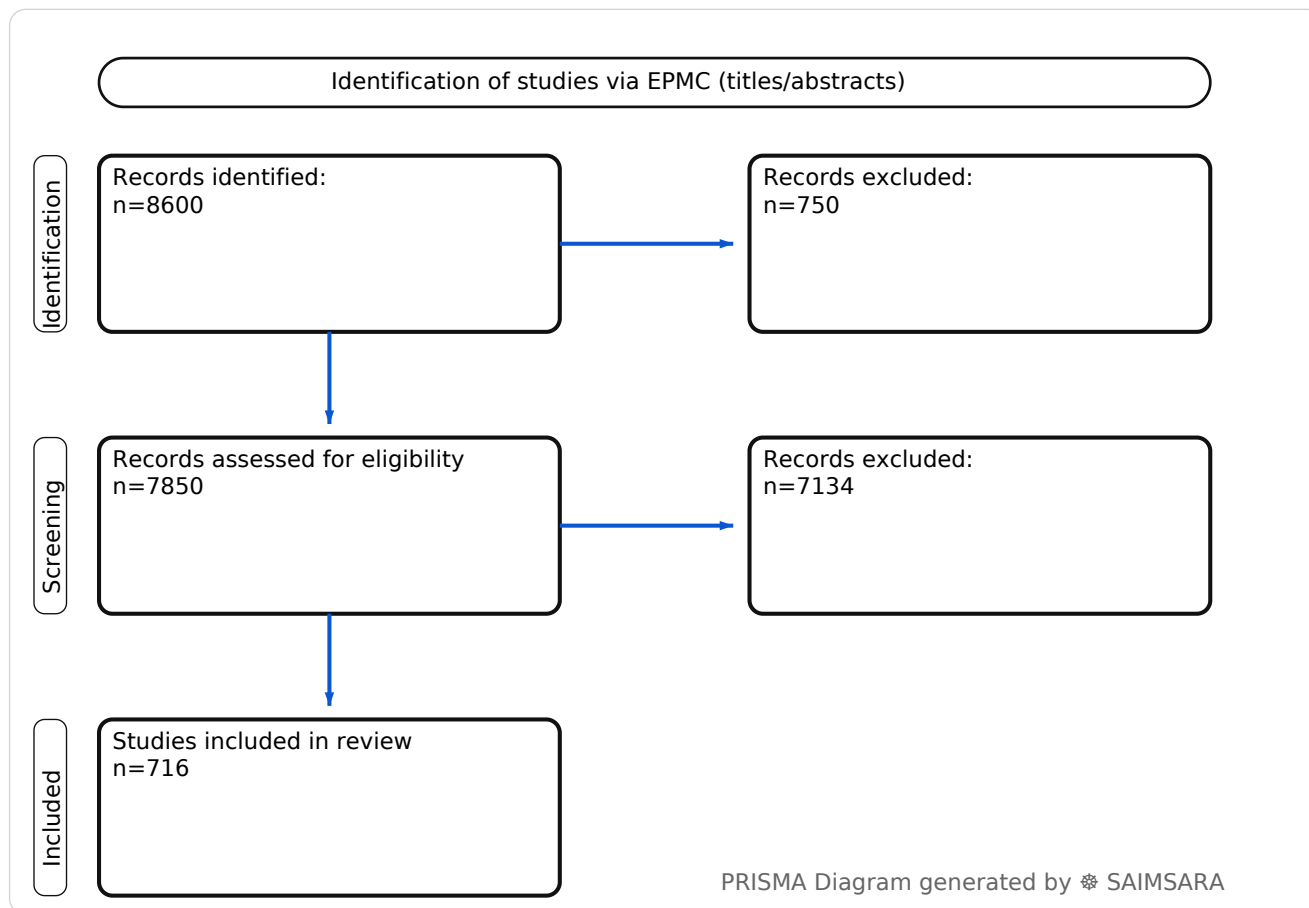 Identification of studies via EPMC (titles/abstracts)
Identification
Records identified:
n=8600
Records excluded:
n=750
Screening
Records assessed for eligibility
n=7850
Records excluded:
n=7134
Included
Studies included in review
n=716
PRISMA Diagram generated by ☸ SAIMSARA